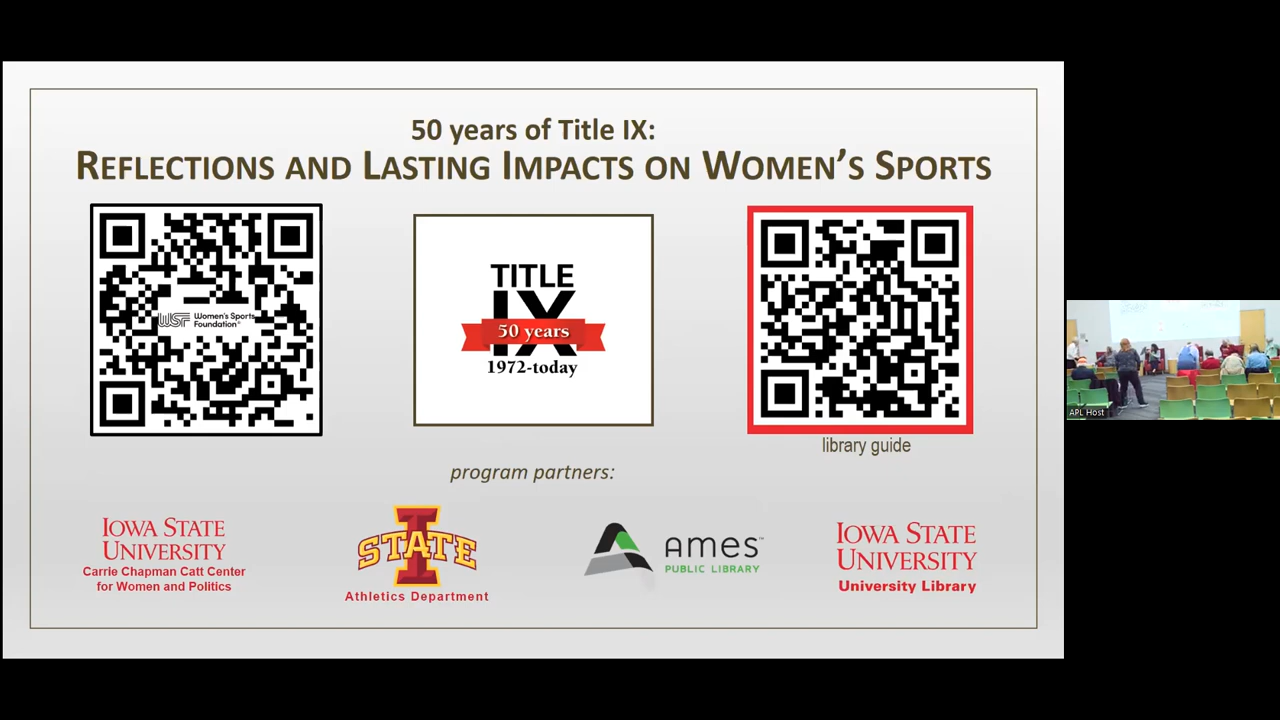 50 years of Title IX:
REFLECTIONS AND LASTING IMPACTS ON WOMEN'S SPORTS
WSF Women's Sports
Foundation®
TITLE
IX
50 years
1972-today
library guide
program partners:
IOWA STATE
UNIVERSITY
Carrie Chapman Catt Center
for Women and Politics
I
STATE
Athletics Department
AMES™
PUBLIC LIBRARY
IOWA STATE
UNIVERSITY
University Library
APL Host